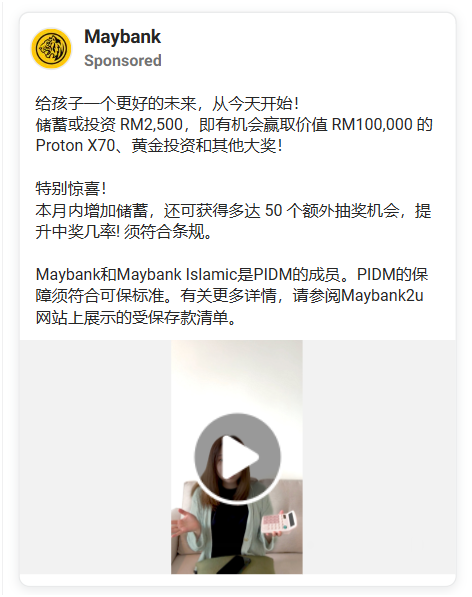 Maybank
Sponsored
给孩子一个更好的未来，从今天开始！
储蓄或投资 RM2,500，即有机会赢取价值 RM100,000 的
Proton X70、黄金投资和其他大奖！
特别惊喜！
本月内增加储蓄，还可获得多达 50 个额外抽奖机会，提
升中奖几率! 须符合条规。
Maybank和Maybank Islamic是PIDM的成员。PIDM的保
障须符合可保标准。有关更多详情，请参阅Maybank2u
网站上展示的受保存款清单。